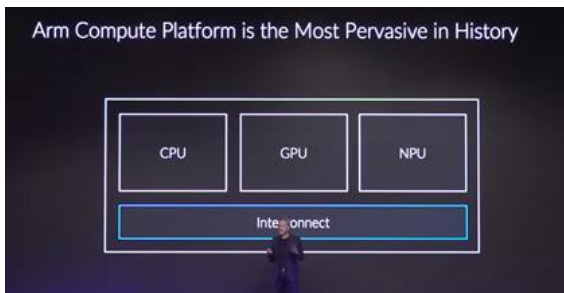 Arm Compute Platform is the Most Pervasive in History
CPU
GPU
NPU
Interconnect